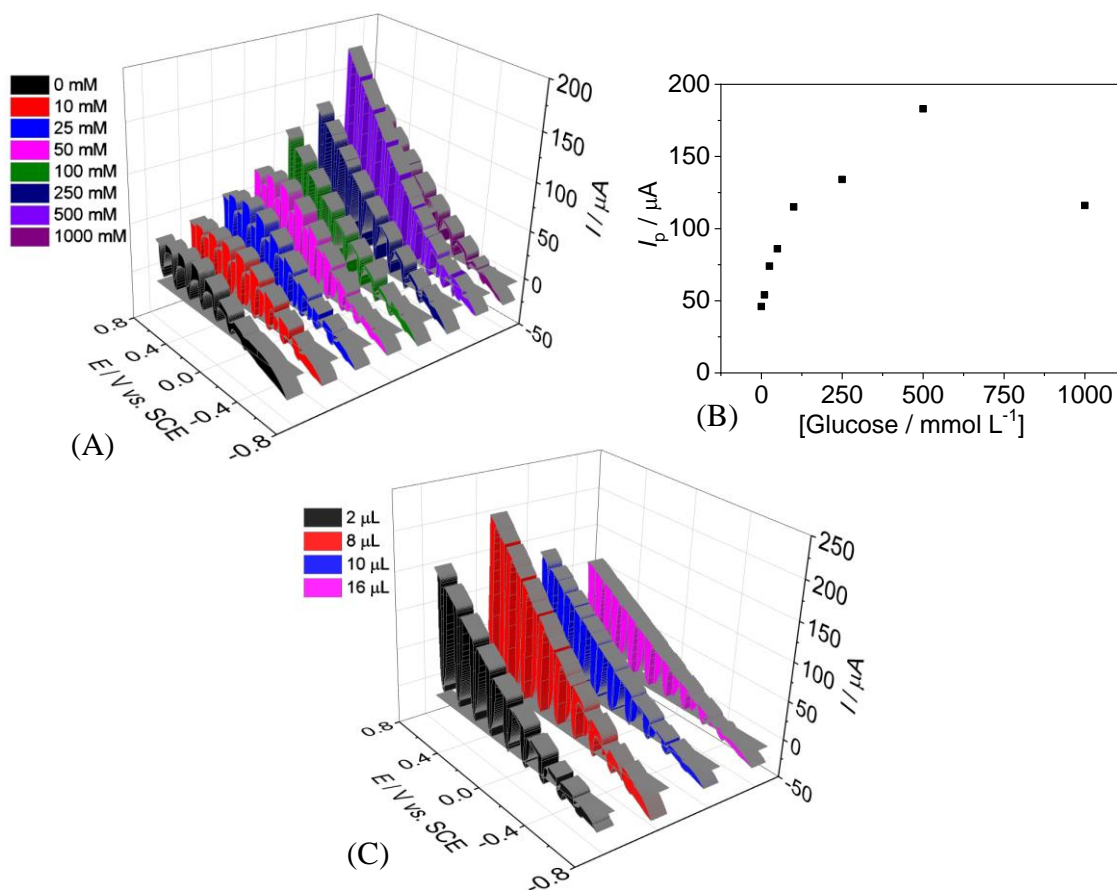 0 mM
10 mM
25 mM
50 mM
100 mM
250 mM
500 mM
1000 mM
200
150
100
50
0
-50
I / µA
0.8
0.4
0.0
-0.4
-0.8
E / V vs. SCE
(A)
200
150
100
50
0
Ip / µA
0 250 500 750 1000
[Glucose / mmol L-1]
(B)
2 µL
8 µL
10 µL
16 µL
250
200
150
100
50
0
-50
I / µA
0.8
0.4
0.0
-0.4
-0.8
E / V vs. SCE
(C)